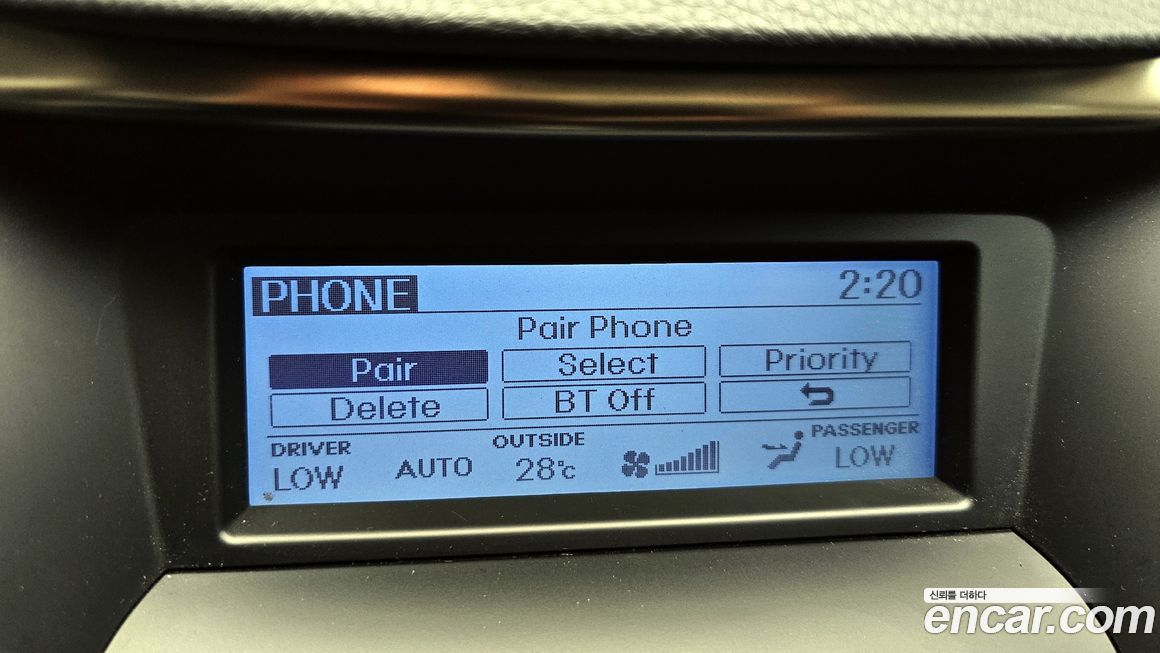 PHONE 2:20
Pair Phone
Pair Select Priority
Delete BT Off
DRIVER OUTSIDE PASSENGER
LOW AUTO 28°c LOW
신뢰를 더하다
encar.com